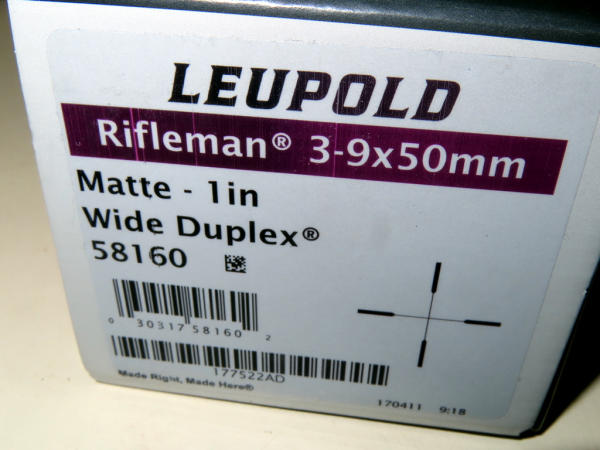 LEUPOLD
Rifleman® 3-9x50mm
Matte - 1in
Wide Duplex®
58160
0 30317 58160 2
177522AD
Made Right, Made Here®
170411 9:18